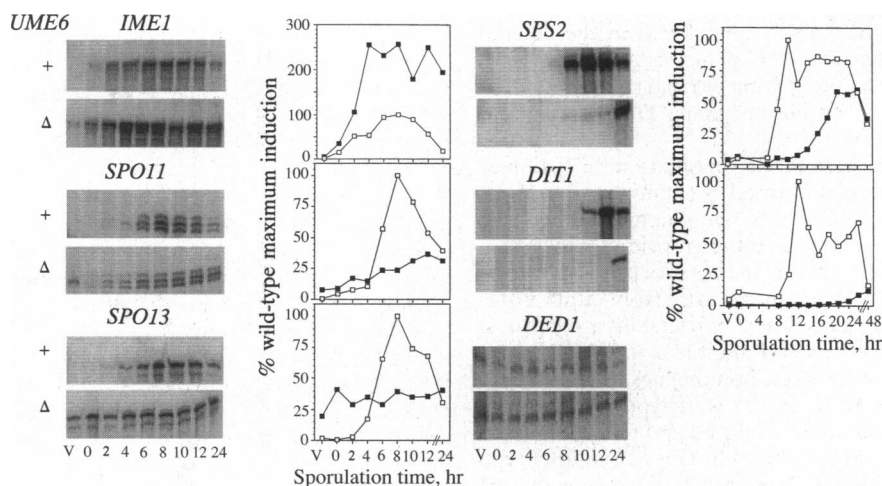 UME6 IME1
+
Δ
SPO11
+
Δ
SPO13
+
Δ
V 0 2 4 6 8 10 12 24
% wild-type maximum induction
300
200
100
0
100
75
50
25
0
100
75
50
25
0
V 0 2 4 6 8 10 12 24
Sporulation time, hr
SPS2
DIT1
DED1
V 0 2 4 6 8 10 12 24
% wild-type maximum induction
100
75
50
25
0
100
75
50
25
0
V 0 4 8 12 16 20 24 48
Sporulation time, hr